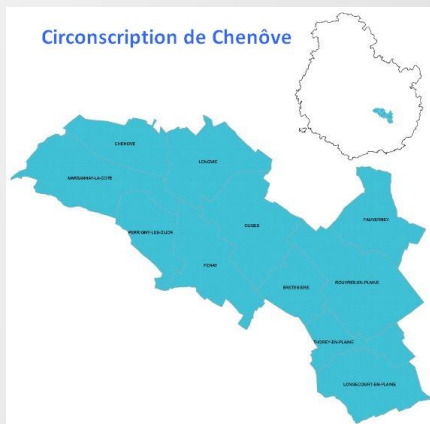 Circonscription de Chenôve
CHENOVE
LONGVIC
MARSANNAY-LA-COTE
FAUVERNEY
OUGES
PERRIGNY-LES-DIJON
FENAY
ROUVRES-EN-PLAINE
BRETENIERE
THOREY-EN-PLAINE
LONGECOURT-EN-PLAINE